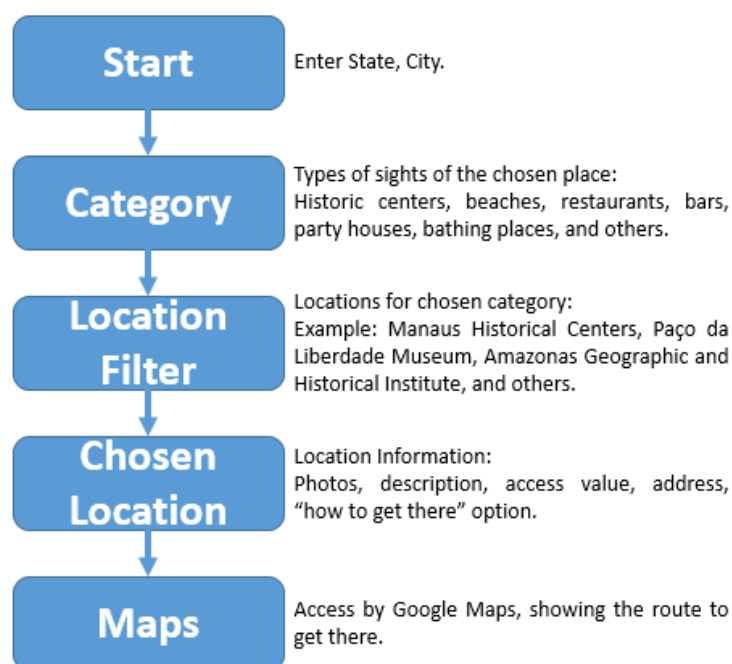 Start
Enter State, City.
Category
Types of sights of the chosen place:
Historic centers, beaches, restaurants, bars,
party houses, bathing places, and others.
Location
Filter
Locations for chosen category:
Example: Manaus Historical Centers, Paço da
Liberdade Museum, Amazonas Geographic and
Historical Institute, and others.
Chosen
Location
Location Information:
Photos, description, access value, address,
“how to get there” option.
Maps
Access by Google Maps, showing the route to
get there.